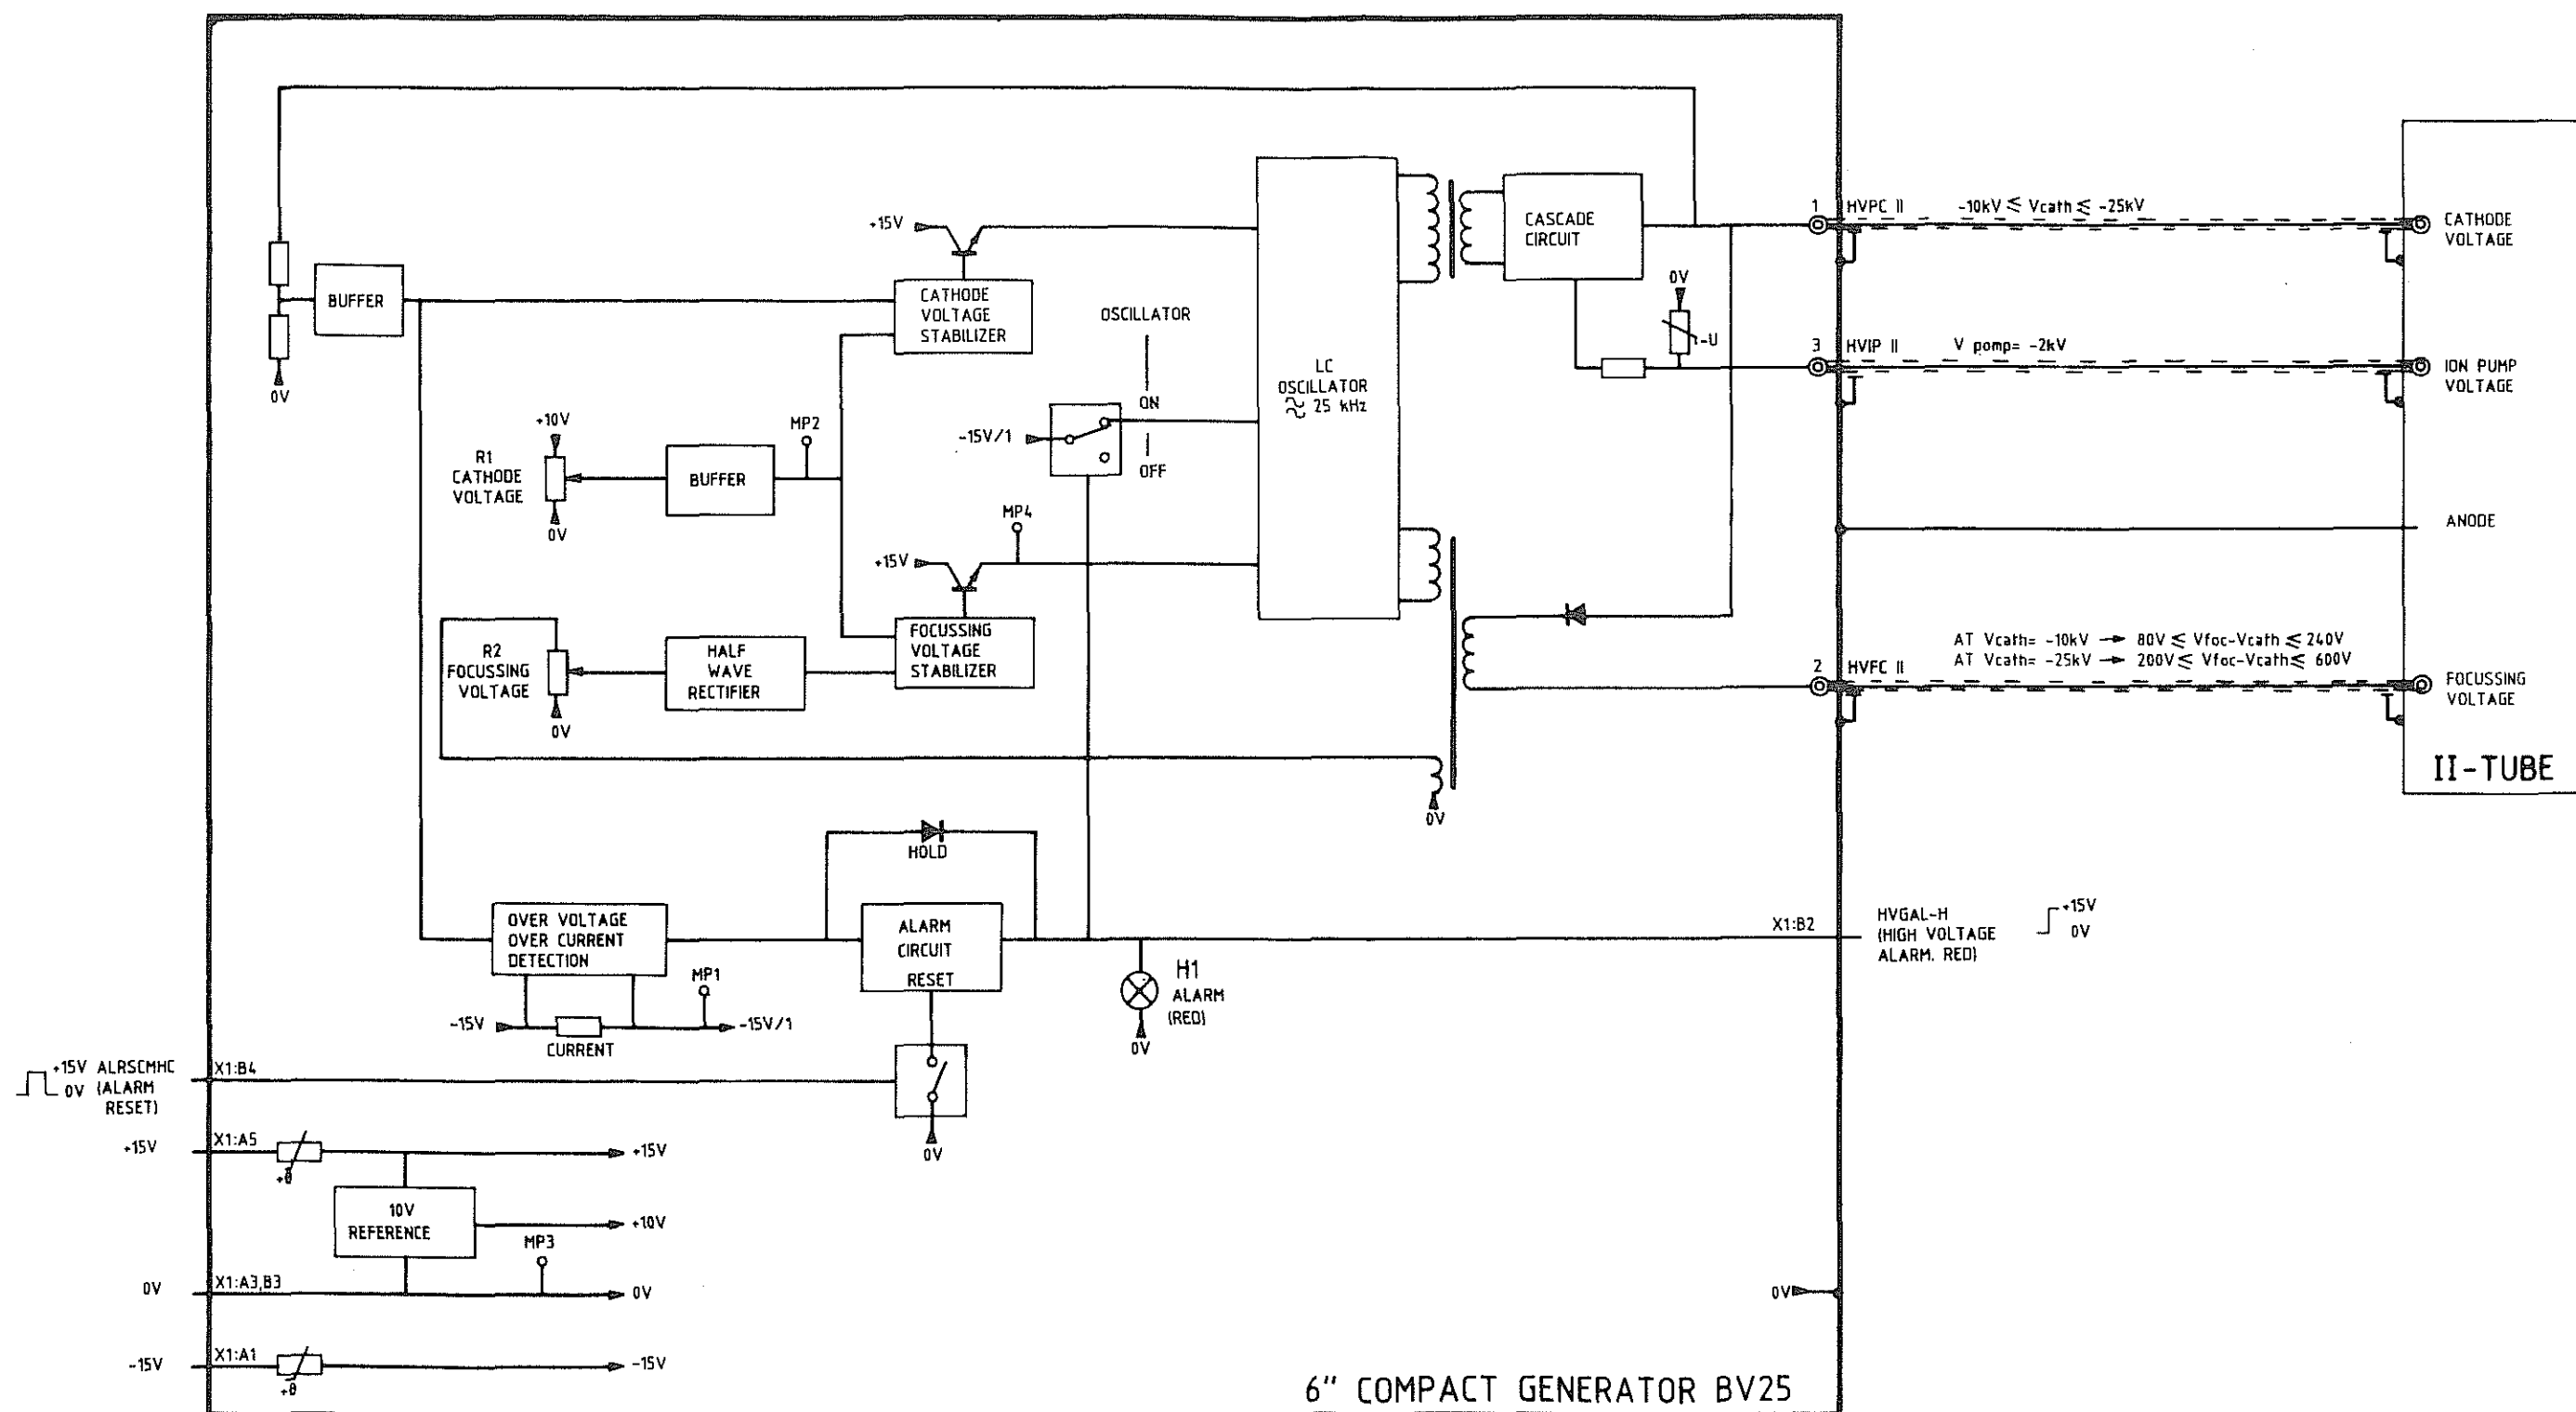 BUFFER
0V
+15V
CATHODE
VOLTAGE
STABILIZER
OSCILLATOR
ON
-15V/1
OFF
LC
OSCILLATOR
≈ 25 kHz
CASCADE
CIRCUIT
0V
-U
1
HVPC II
-10kV ≤ Vcath ≤ -25kV
CATHODE
VOLTAGE
3
HVIP II
V pomp= -2kV
ION PUMP
VOLTAGE
ANODE
+10V
R1
CATHODE
VOLTAGE
0V
BUFFER
MP2
MP4
+15V
FOCUSSING
VOLTAGE
STABILIZER
R2
FOCUSSING
VOLTAGE
0V
HALF
WAVE
RECTIFIER
AT Vcath= -10kV → 80V ≤ Vfoc-Vcath ≤ 240V
AT Vcath= -25kV → 200V ≤ Vfoc-Vcath ≤ 600V
2
HVFC II
FOCUSSING
VOLTAGE
II-TUBE
0V
HOLD
OVER VOLTAGE
OVER CURRENT
DETECTION
ALARM
CIRCUIT
RESET
MP1
-15V
-15V/1
CURRENT
H1
ALARM
(RED)
0V
X1:B2
HVGAL-H
(HIGH VOLTAGE
ALARM. RED)
+15V
0V
+15V ALRSCMHC
0V (ALARM
RESET)
X1:B4
0V
+15V
X1:A5
+θ
+15V
10V
REFERENCE
+10V
MP3
0V
X1:A3,B3
0V
0V
-15V
X1:A1
+θ
-15V
6" COMPACT GENERATOR BV25